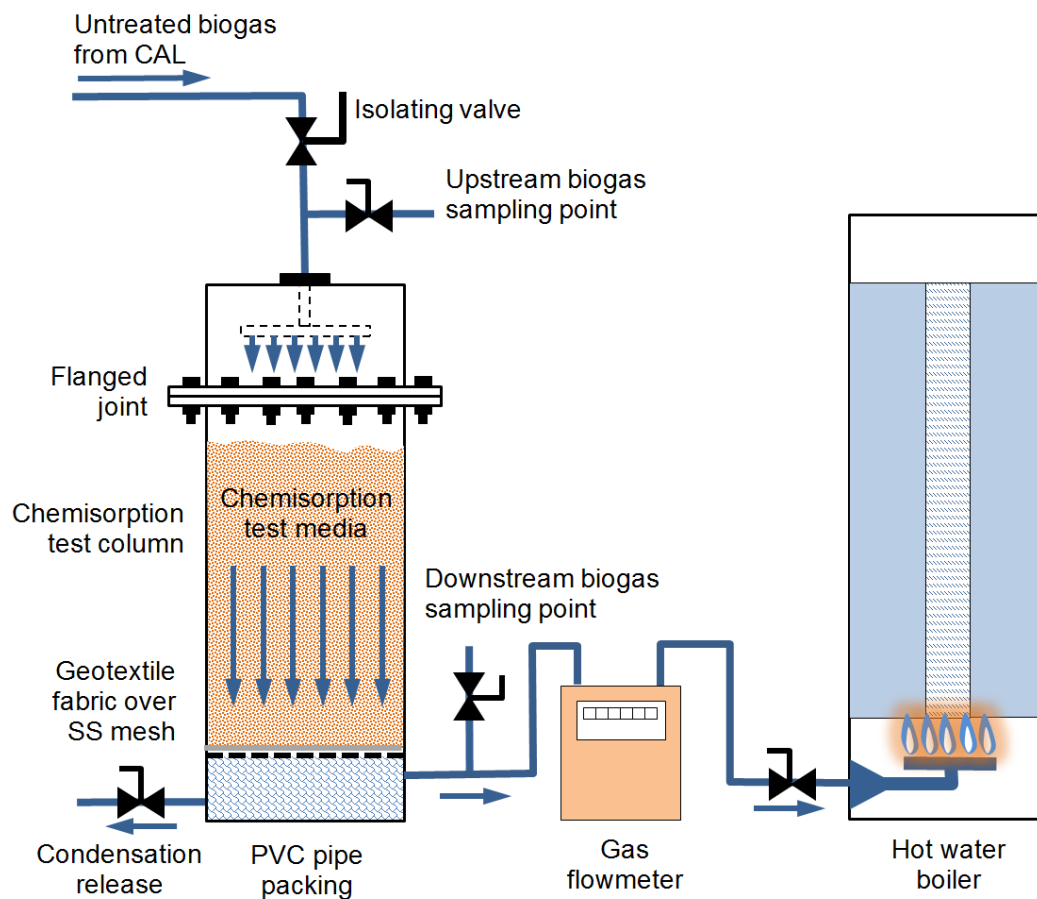 Untreated biogas
from CAL
Isolating valve
Upstream biogas
sampling point
Flanged
joint
Chemisorption
test media
Chemisorption
test column
Downstream biogas
sampling point
Geotextile
fabric over
SS mesh
Condensation
release
PVC pipe
packing
Gas
flowmeter
Hot water
boiler